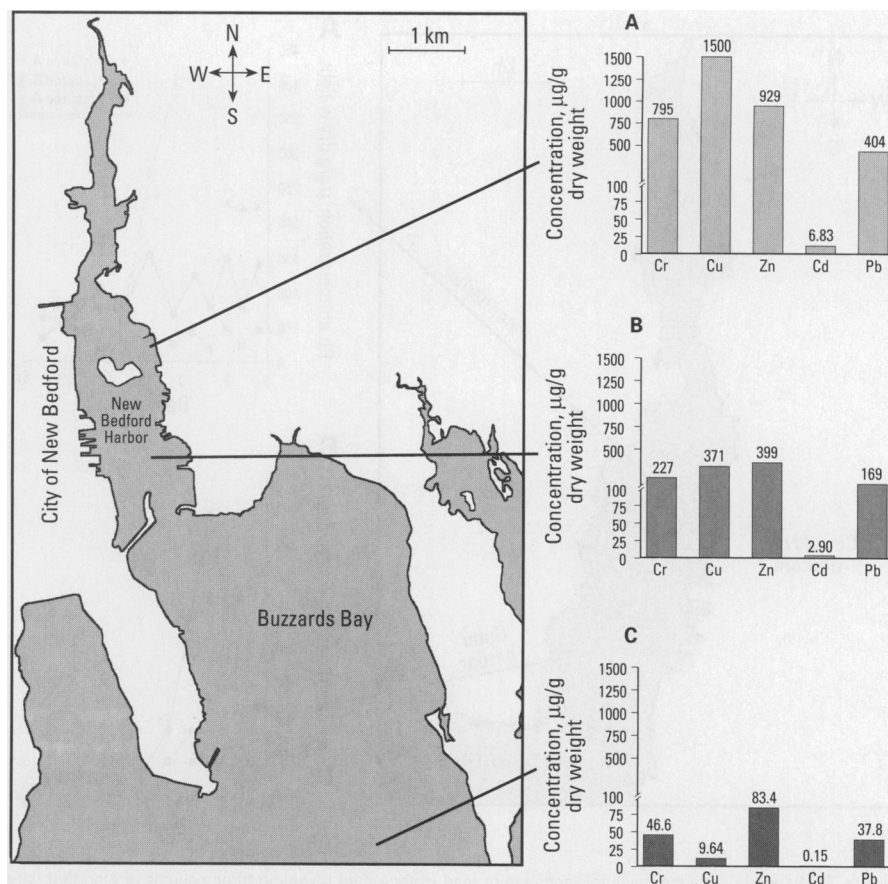 N
W E
S
1 km
City of New Bedford
New
Bedford
Harbor
Buzzards Bay
A
Concentration, µg/g
dry weight
1500
1250
1000
750
500
100
75
50
25
0
795
1500
929
6.83
404
Cr Cu Zn Cd Pb
B
Concentration, µg/g
dry weight
1500
1250
1000
750
500
100
75
50
25
0
227
371
399
2.90
169
Cr Cu Zn Cd Pb
C
Concentration, µg/g
dry weight
1500
1250
1000
750
500
100
75
50
25
0
46.6
9.64
83.4
0.15
37.8
Cr Cu Zn Cd Pb